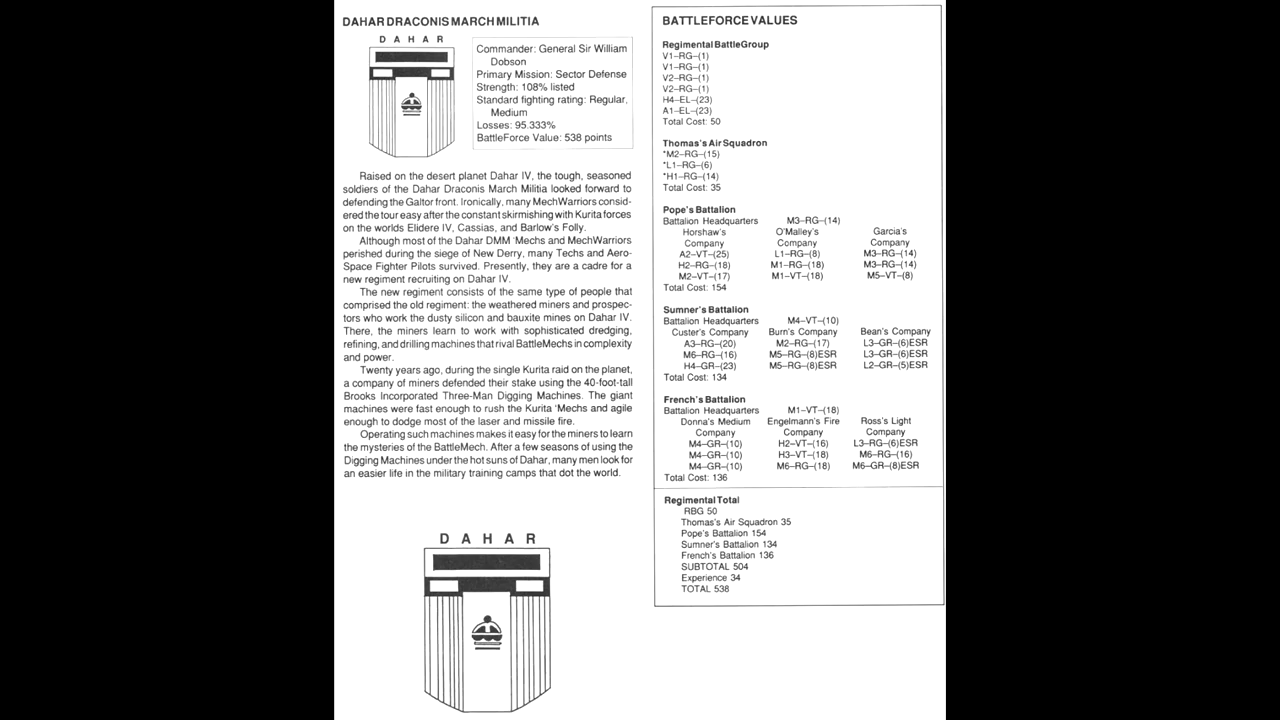 DAHAR DRACONIS MARCH MILITIA
D A H A R
Commander: General Sir William
Dobson
Primary Mission: Sector Defense
Strength: 108% listed
Standard fighting rating: Regular,
Medium
Losses: 95.333%
BattleForce Value: 538 points
Raised on the desert planet Dahar IV, the tough, seasoned
soldiers of the Dahar Draconis March Militia looked forward to
defending the Galtor front. Ironically, many MechWarriors consid-
ered the tour easy after the constant skirmishing with Kurita forces
on the worlds Elidere IV, Cassias, and Barlow's Folly.
Although most of the Dahar DMM 'Mechs and MechWarriors
perished during the siege of New Derry, many Techs and Aero-
Space Fighter Pilots survived. Presently, they are a cadre for a
new regiment recruiting on Dahar IV.
The new regiment consists of the same type of people that
comprised the old regiment: the weathered miners and prospec-
tors who work the dusty silicon and bauxite mines on Dahar IV.
There, the miners learn to work with sophisticated dredging,
refining, and drilling machines that rival BattleMechs in complexity
and power.
Twenty years ago, during the single Kurita raid on the planet,
a company of miners defended their stake using the 40-foot-tall
Brooks Incorporated Three-Man Digging Machines. The giant
machines were fast enough to rush the Kurita 'Mechs and agile
enough to dodge most of the laser and missile fire.
Operating such machines makes it easy for the miners to learn
the mysteries of the BattleMech. After a few seasons of using the
Digging Machines under the hot suns of Dahar, many men look for
an easier life in the military training camps that dot the world.
D A H A R
BATTLEFORCE VALUES
Regimental BattleGroup
V1–RG–(1)
V1–RG–(1)
V2–RG–(1)
V2–RG–(1)
H4–EL–(23)
A1–EL–(23)
Total Cost: 50
Thomas's Air Squadron
*M2–RG–(15)
*L1–RG–(6)
*H1–RG–(14)
Total Cost: 35
Pope's Battalion
Battalion Headquarters M3–RG–(14)
Horshaw's O'Malley's Garcia's
Company Company Company
A2–VT–(25) L1–RG–(8) M3–RG–(14)
H2–RG–(18) M1–RG–(18) M3–RG–(14)
M2–VT–(17) M1–VT–(18) M5–VT–(8)
Total Cost: 154
Sumner's Battalion
Battalion Headquarters M4–VT–(10)
Custer's Company Burn's Company Bean's Company
A3–RG–(20) M2–RG–(17) L3–GR–(6)ESR
M6–RG–(16) M5–RG–(8)ESR L3–GR–(6)ESR
H4–GR–(23) M5–RG–(8)ESR L2–GR–(5)ESR
Total Cost: 134
French's Battalion
Battalion Headquarters M1–VT–(18)
Donna's Medium Engelmann's Fire Ross's Light
Company Company Company
M4–GR–(10) H2–VT–(16) L3–RG–(6)ESR
M4–GR–(10) H3–VT–(18) M6–RG–(16)
M4–GR–(10) M6–RG–(18) M6–GR–(8)ESR
Total Cost: 136
Regimental Total
RBG 50
Thomas's Air Squadron 35
Pope's Battalion 154
Sumner's Battalion 134
French's Battalion 136
SUBTOTAL 504
Experience 34
TOTAL 538